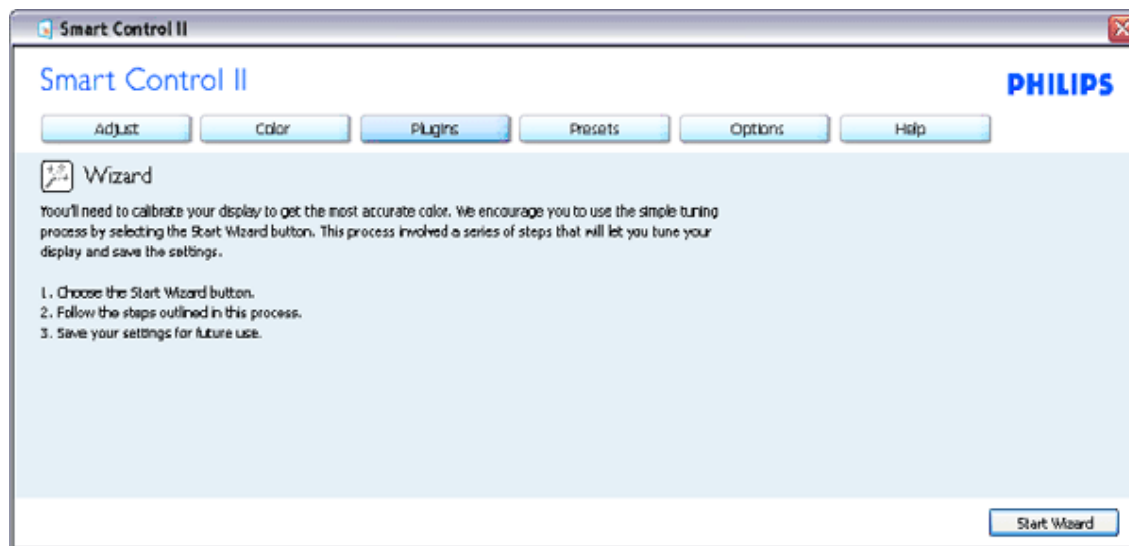 Smart Control II
Smart Control II
PHILIPS
Adjust
Color
Plugins
Presets
Options
Help
Wizard
Yoou'll need to calibrate your display to get the most accurate color. We encourage you to use the simple tuning
process by selecting the Start Wizard button. This process involved a series of steps that will let you tune your
display and save the settings.
1. Choose the Start Wizard button.
2. Follow the steps outlined in this process.
3. Save your settings for future use.
Start Wizard